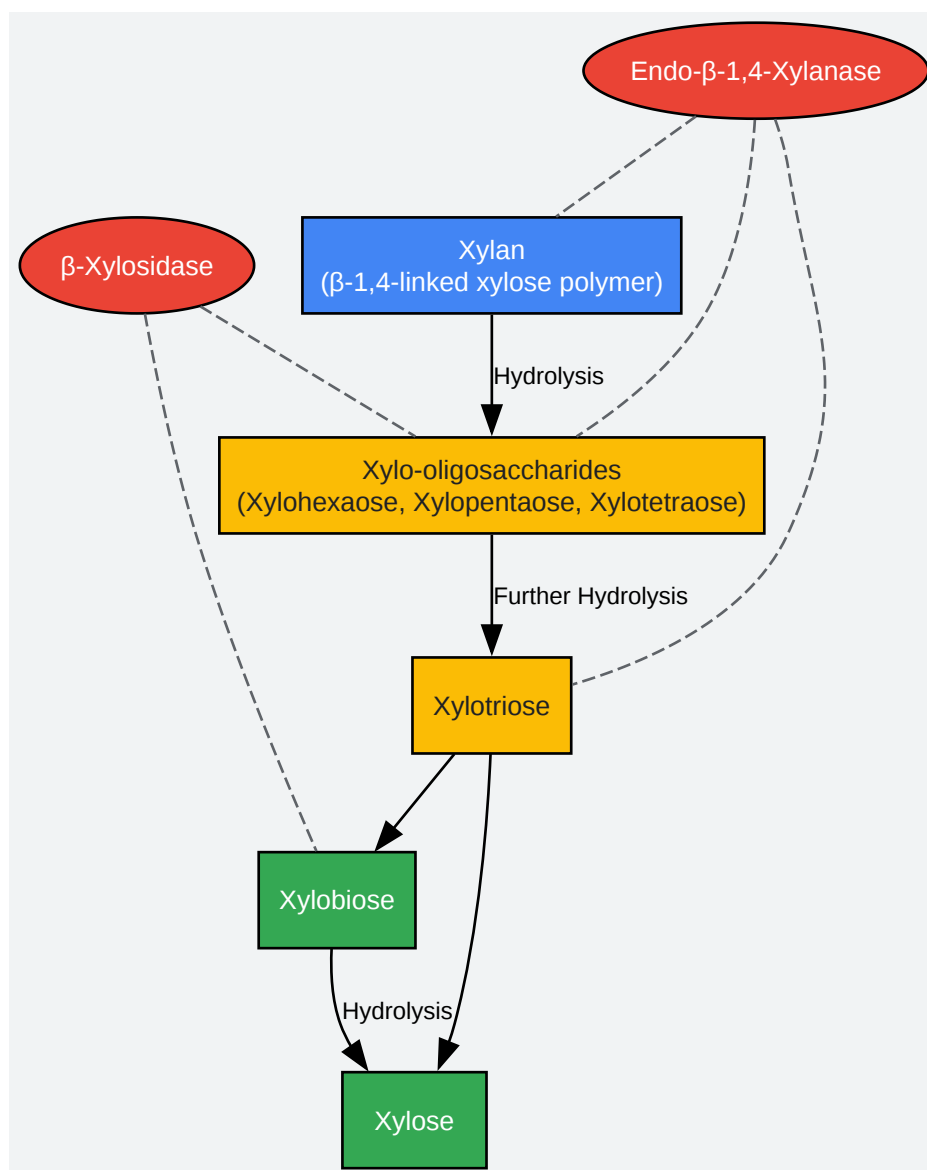 Endo-β-1,4-Xylanase
β-Xylosidase
Xylan
(β-1,4-linked xylose polymer)
Hydrolysis
Xylo-oligosaccharides
(Xylohexaose, Xylopentaose, Xylotetraose)
Further Hydrolysis
Xylotriose
Xylobiose
Hydrolysis
Xylose